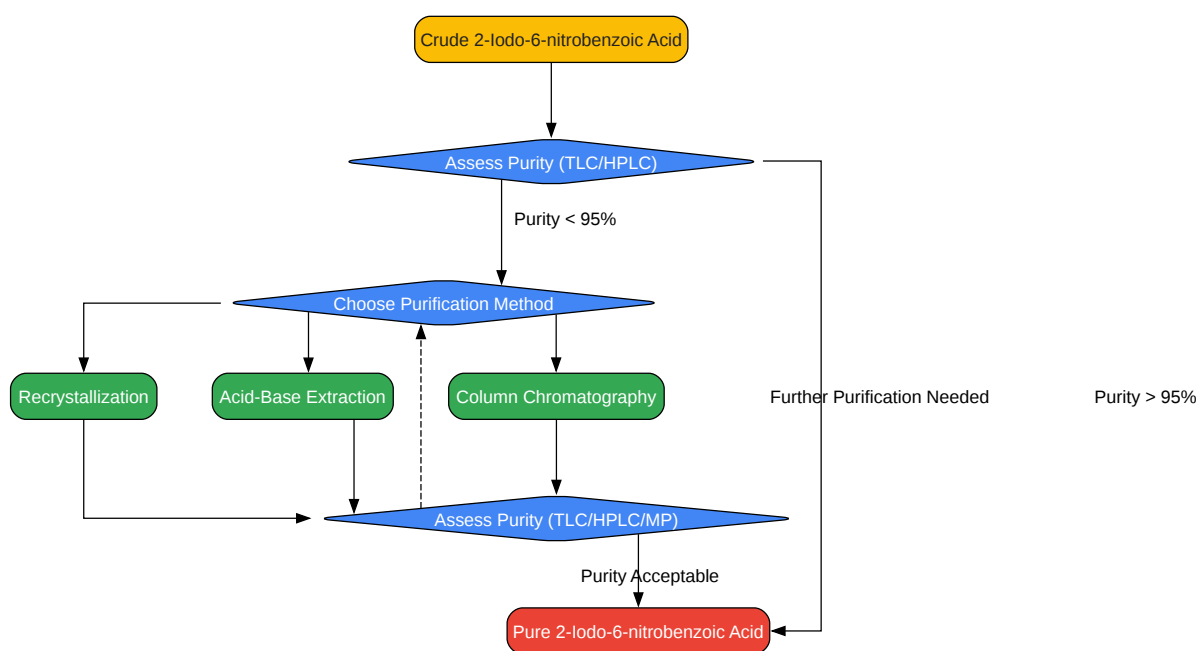 Crude 2-Iodo-6-nitrobenzoic Acid
Assess Purity (TLC/HPLC)
Purity < 95%
Choose Purification Method
Recrystallization
Acid-Base Extraction
Column Chromatography
Further Purification Needed
Purity > 95%
Assess Purity (TLC/HPLC/MP)
Purity Acceptable
Pure 2-Iodo-6-nitrobenzoic Acid